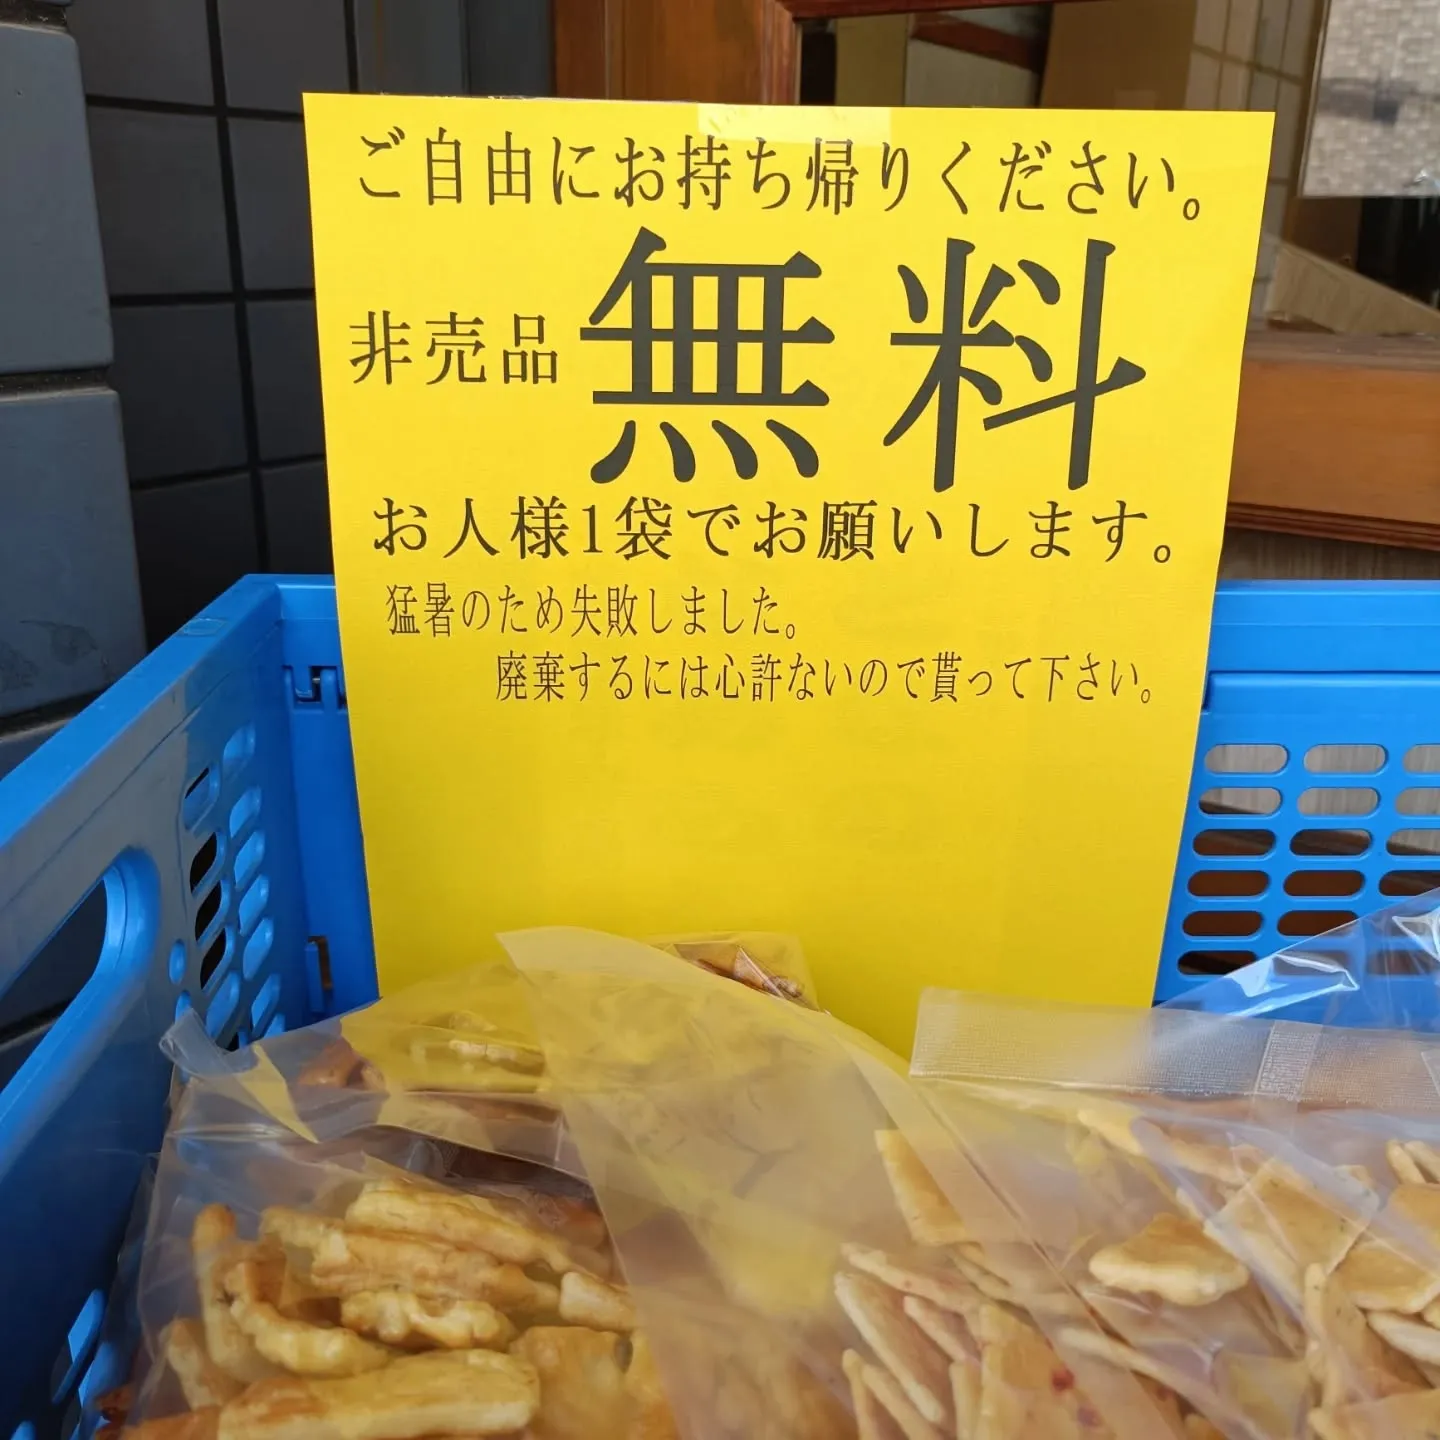 ご自由にお持ち帰りください。
非売品 無料
お人様1袋でお願いします。
猛暑のため失敗しました。
廃棄するには心許ないので貰って下さい。